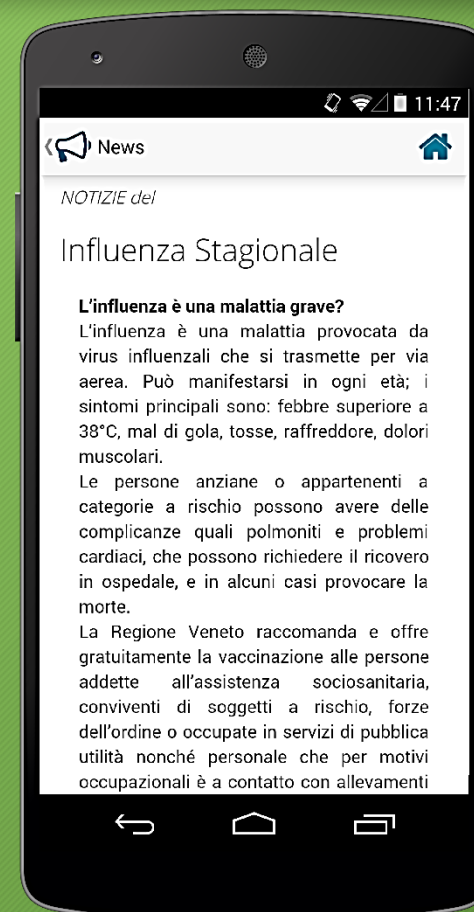 11:47
News
NOTIZIE del
Influenza Stagionale
L'influenza è una malattia grave?
L'influenza è una malattia provocata da
virus influenzali che si trasmette per via
aerea. Può manifestarsi in ogni età; i
sintomi principali sono: febbre superiore a
38°C, mal di gola, tosse, raffreddore, dolori
muscolari.
Le persone anziane o appartenenti a
categorie a rischio possono avere delle
complicanze quali polmoniti e problemi
cardiaci, che possono richiedere il ricovero
in ospedale, e in alcuni casi provocare la
morte.
La Regione Veneto raccomanda e offre
gratuitamente la vaccinazione alle persone
addette all'assistenza sociosanitaria,
conviventi di soggetti a rischio, forze
dell'ordine o occupate in servizi di pubblica
utilità nonché personale che per motivi
occupazionali è a contatto con allevamenti